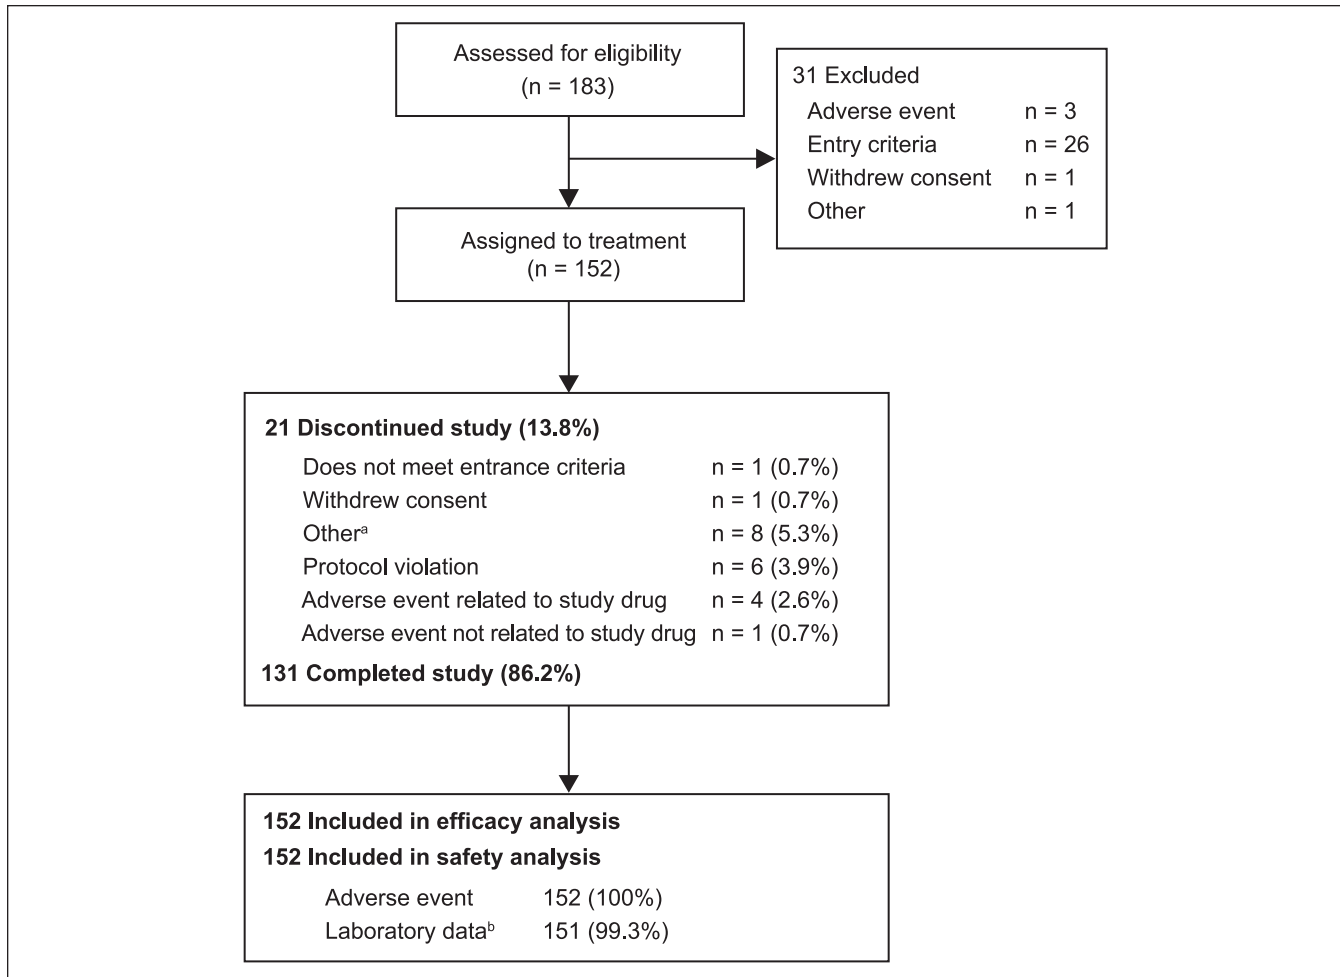 Assessed for eligibility
(n = 183)
31 Excluded
Adverse event n = 3
Entry criteria n = 26
Withdrew consent n = 1
Other n = 1
Assigned to treatment
(n = 152)
21 Discontinued study (13.8%)
Does not meet entrance criteria n = 1 (0.7%)
Withdrew consent n = 1 (0.7%)
Otherᵃ n = 8 (5.3%)
Protocol violation n = 6 (3.9%)
Adverse event related to study drug n = 4 (2.6%)
Adverse event not related to study drug n = 1 (0.7%)
131 Completed study (86.2%)
152 Included in efficacy analysis
152 Included in safety analysis
Adverse event 152 (100%)
Laboratory dataᵇ 151 (99.3%)